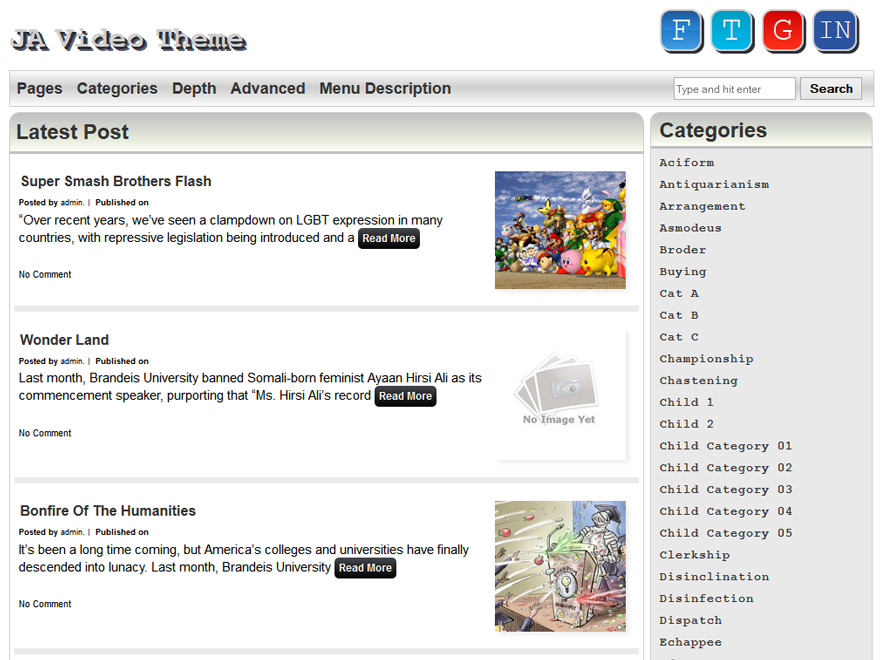 JA Video Theme
F T G IN
Pages Categories Depth Advanced Menu Description
Type and hit enter Search
Latest Post
Super Smash Brothers Flash
Posted by admin. | Published on
“Over recent years, we’ve seen a clampdown on LGBT expression in many
countries, with repressive legislation being introduced and a Read More
No Comment
Wonder Land
Posted by admin. | Published on
Last month, Brandeis University banned Somali-born feminist Ayaan Hirsi Ali as its
commencement speaker, purporting that “Ms. Hirsi Ali’s record Read More
No Comment
No Image Yet
Bonfire Of The Humanities
Posted by admin. | Published on
It’s been a long time coming, but America’s colleges and universities have finally
descended into lunacy. Last month, Brandeis University Read More
No Comment
Categories
Aciform
Antiquarianism
Arrangement
Asmodeus
Broder
Buying
Cat A
Cat B
Cat C
Championship
Chastening
Child 1
Child 2
Child Category 01
Child Category 02
Child Category 03
Child Category 04
Child Category 05
Clerkship
Disinclination
Disinfection
Dispatch
Echappee